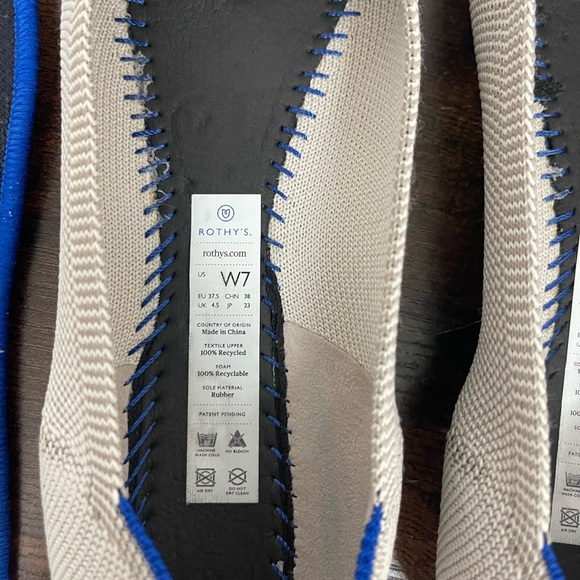 ROTHY'S.
rothys.com
US W7
EU 37.5 CHN 38
UK 4.5 JP 23
COUNTRY OF ORIGIN
Made in China
TEXTILE UPPER
100% Recycled
FOAM
100% Recyclable
SOLE MATERIAL
Rubber
PATENT PENDING
MACHINE WASH COLD
NO BLEACH
AIR DRY
DO NOT DRY CLEAN